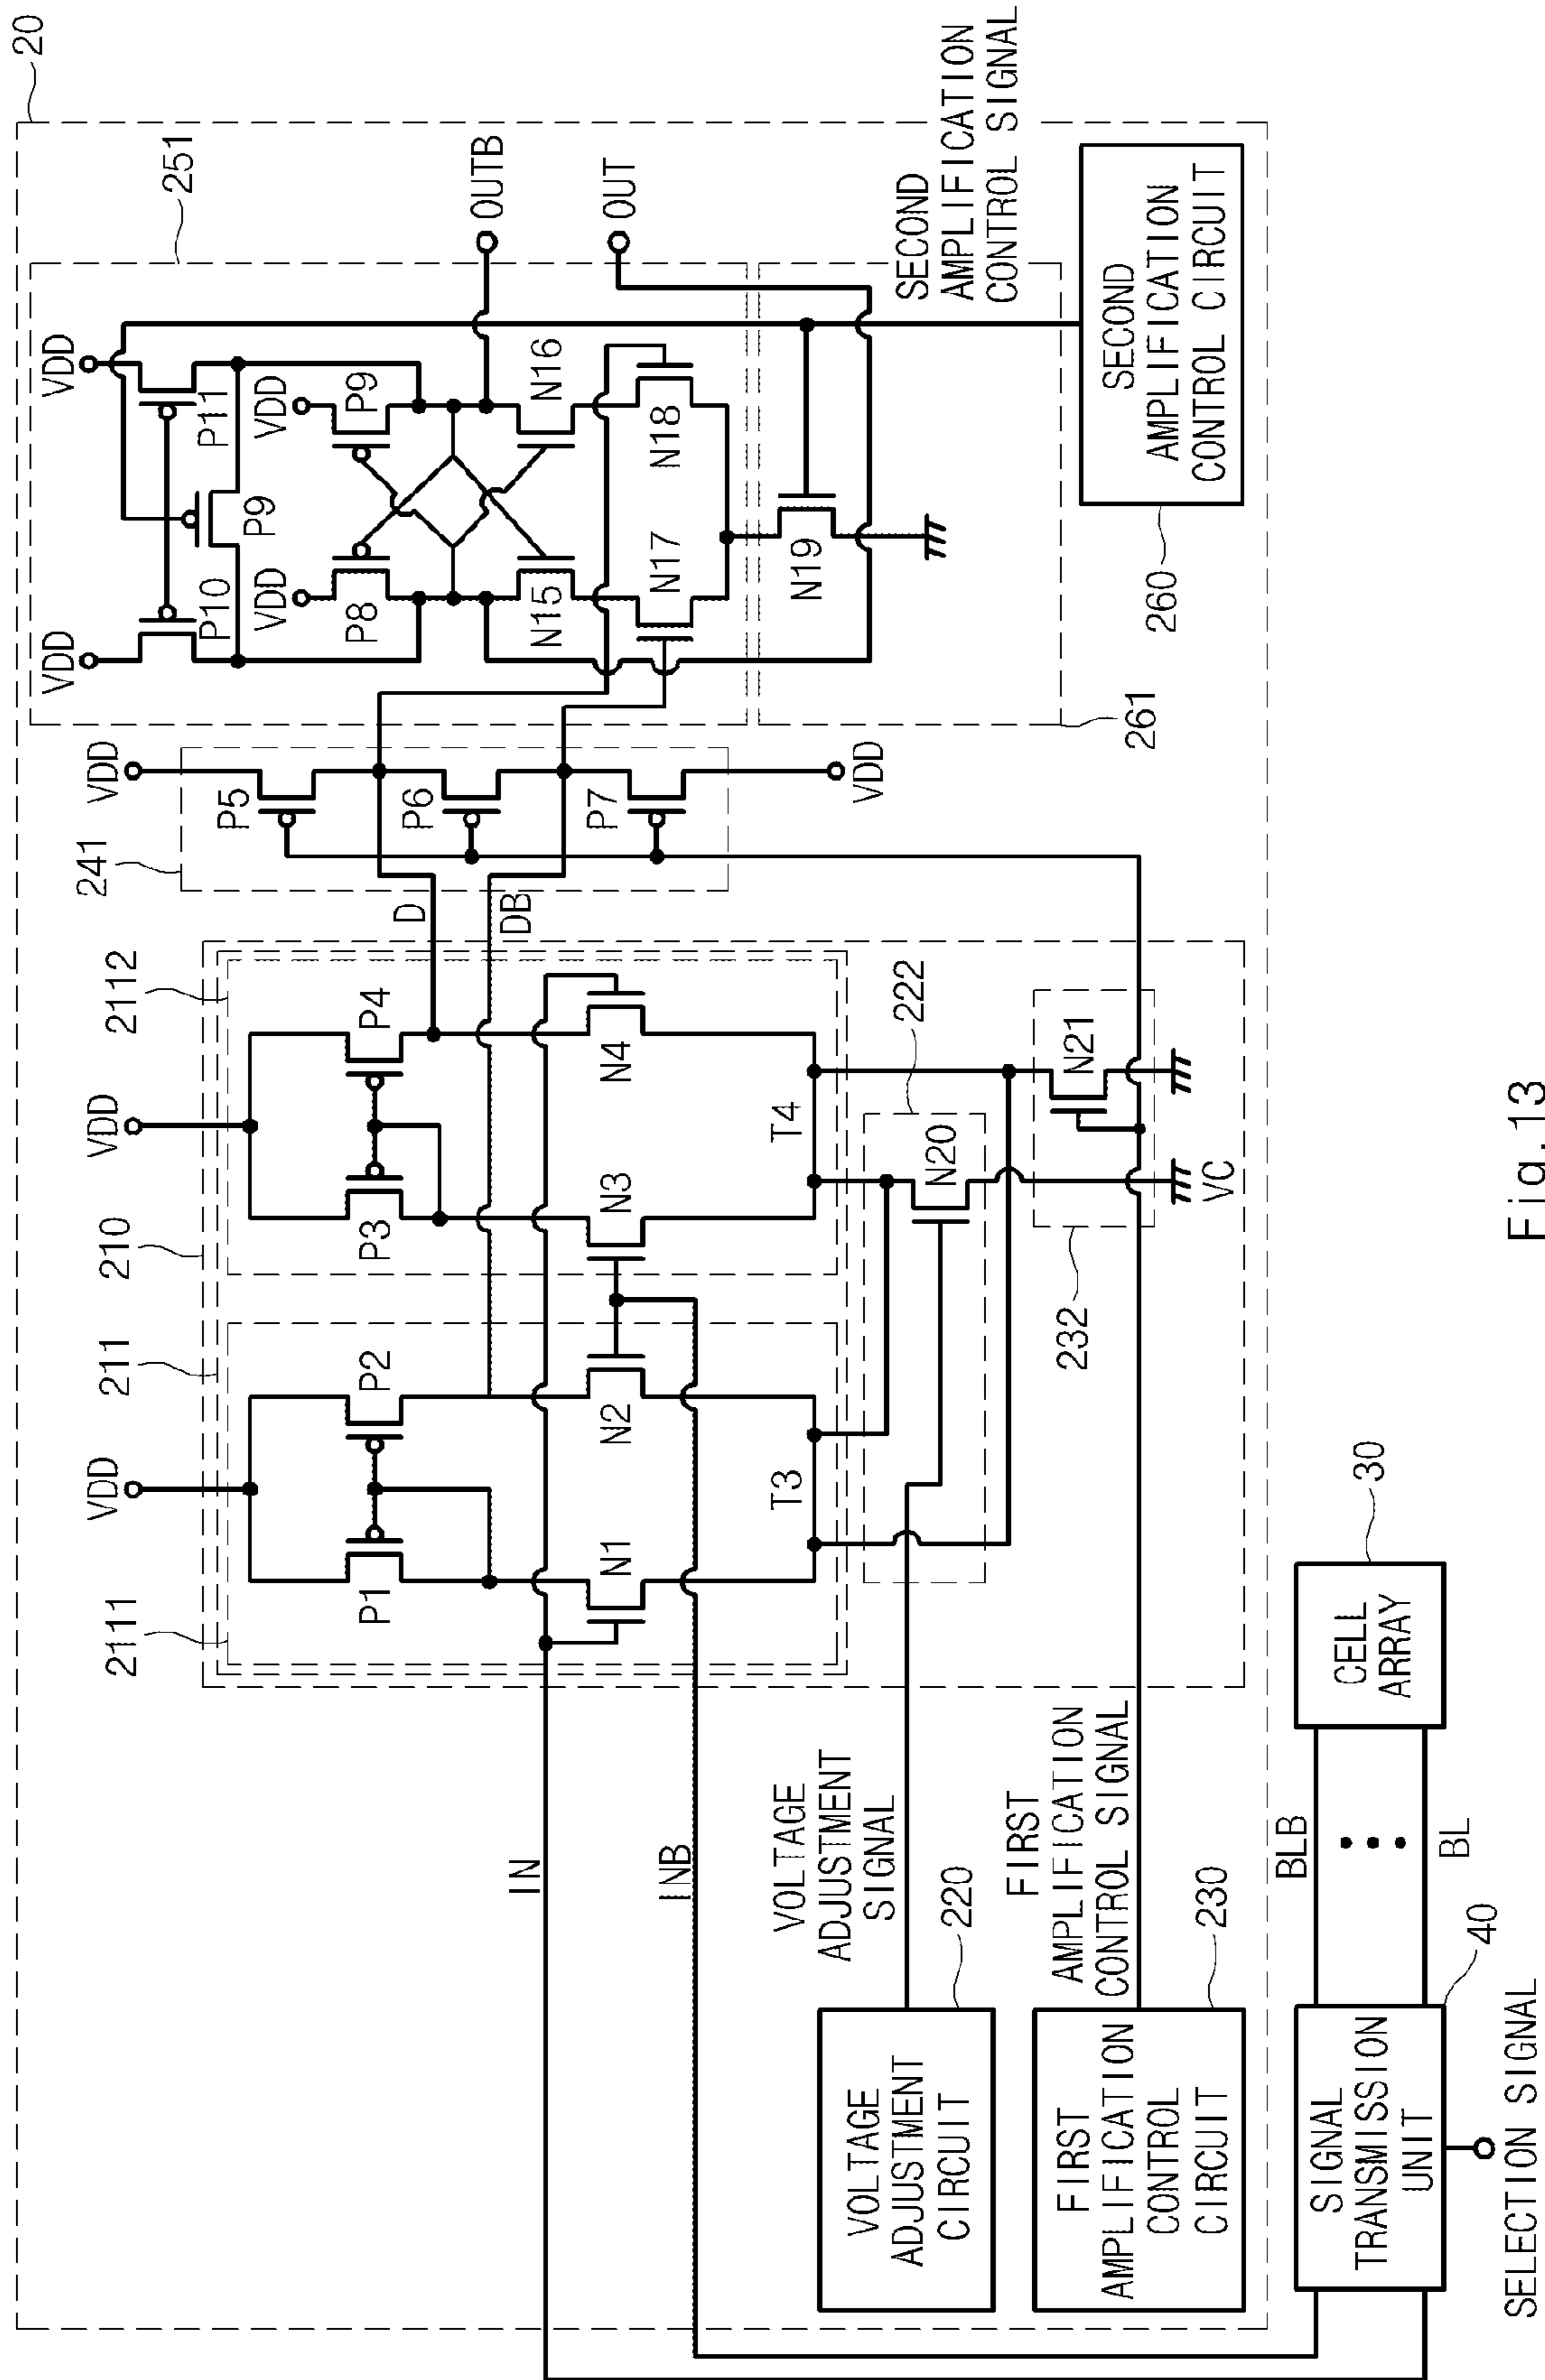 20
251
VDD
VDD
P10
P11
P9
VDD
VDD
P8
P9
OUTB
OUT
N15
N16
N17
N18
N19
SECOND
AMPLIFICATION
CONTROL SIGNAL
SECOND
AMPLIFICATION
CONTROL CIRCUIT
260
261
241
VDD
P5
P6
P7
VDD
D
DB
2112
210
211
2111
VDD
VDD
P1
P2
P3
P4
N1
N2
N3
N4
T3
T4
222
N20
232
N21
VC
IN
INB
VOLTAGE
ADJUSTMENT
SIGNAL
FIRST
AMPLIFICATION
CONTROL SIGNAL
VOLTAGE
ADJUSTMENT
CIRCUIT
220
FIRST
AMPLIFICATION
CONTROL
CIRCUIT
230
SIGNAL
TRANSMISSION
UNIT
40
SELECTION SIGNAL
BLB
BL
CELL
ARRAY
30
Fig.13